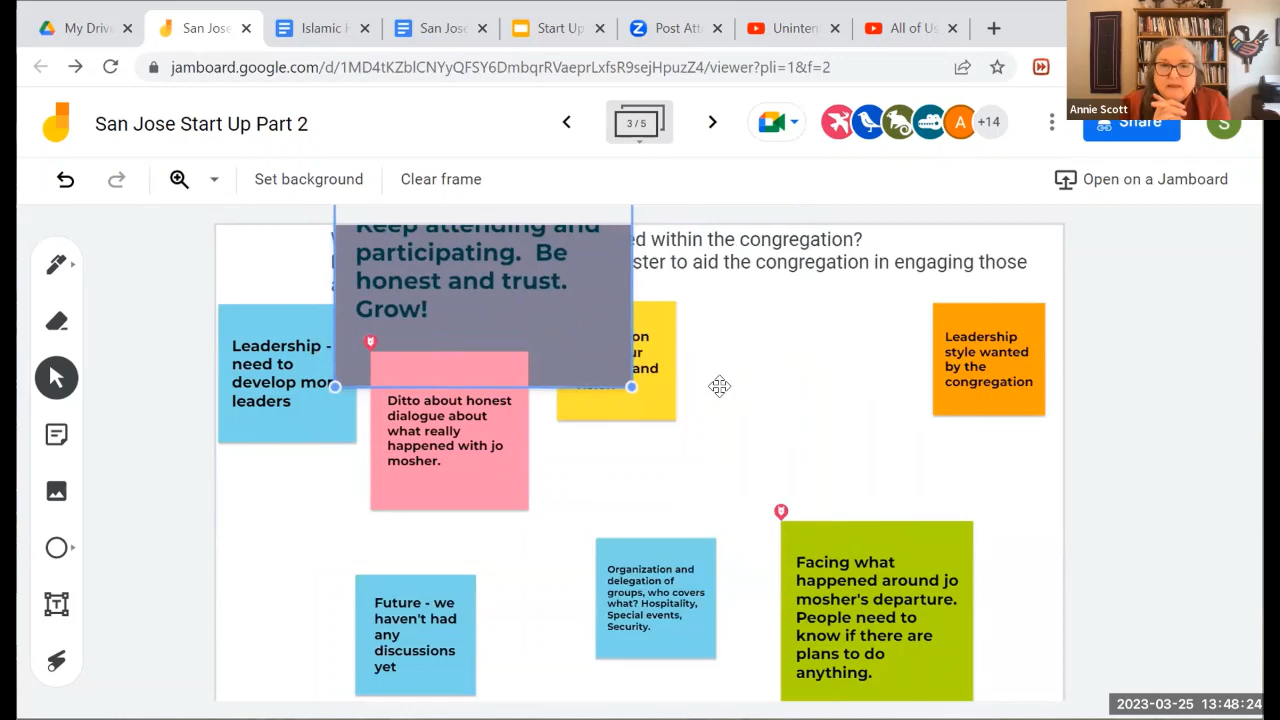 My Drive
San Jose
Islamic H
San Jose
Start Up
Post Att
Uninten
All of Us
jamboard.google.com/d/1MD4tKZblCNYyQFSY6DmbqrRVaeprLxfsR9sejHpuzZ4/viewer?pli=1&f=2
Annie Scott
San Jose Start Up Part 2
3 / 5
A
+14
Share
S
Set background
Clear frame
Open on a Jamboard
Keep attending and
participating. Be
honest and trust.
Grow!
within the congregation?
to aid the congregation in engaging those
Leadership -
need to
develop
leaders
on
and
Leadership
style wanted
by the
congregation
Ditto about honest
dialogue about
what really
happened with jo
mosher.
Organization and
delegation of
groups, who covers
what? Hospitality,
Special events,
Security.
Facing what
happened around jo
mosher's departure.
People need to
know if there are
plans to do
anything.
Future - we
haven't had
any
discussions
yet
2023-03-25 13:48:24